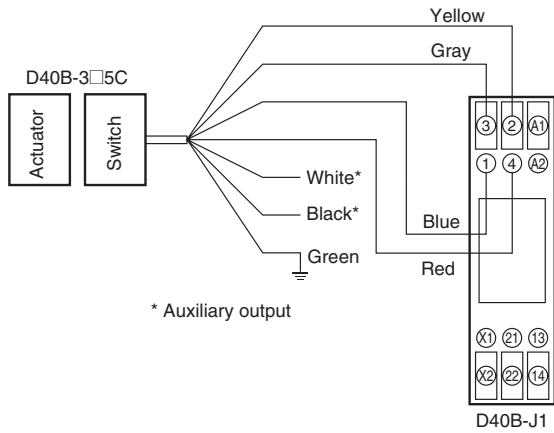 Yellow
Gray
D40B-3□5C
Actuator
Switch
3 2 A1
1 4 A2
White*
Black*
Blue
Green
Red
* Auxiliary output
X1 21 13
X2 22 14
D40B-J1